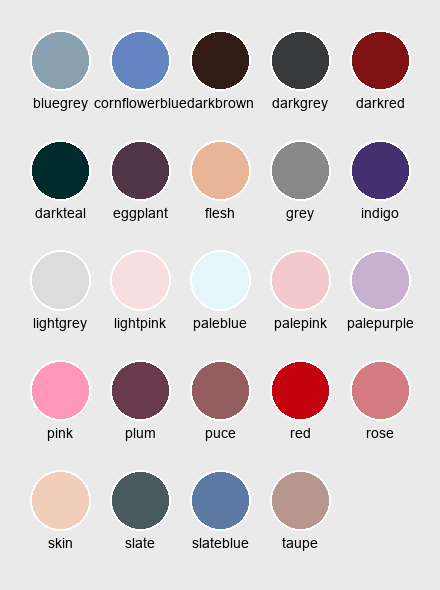 bluegrey cornflowerblue darkbrown darkgrey darkred
darkteal eggplant flesh grey indigo
lightgrey lightpink paleblue palepink palepurple
pink plum puce red rose
skin slate slateblue taupe